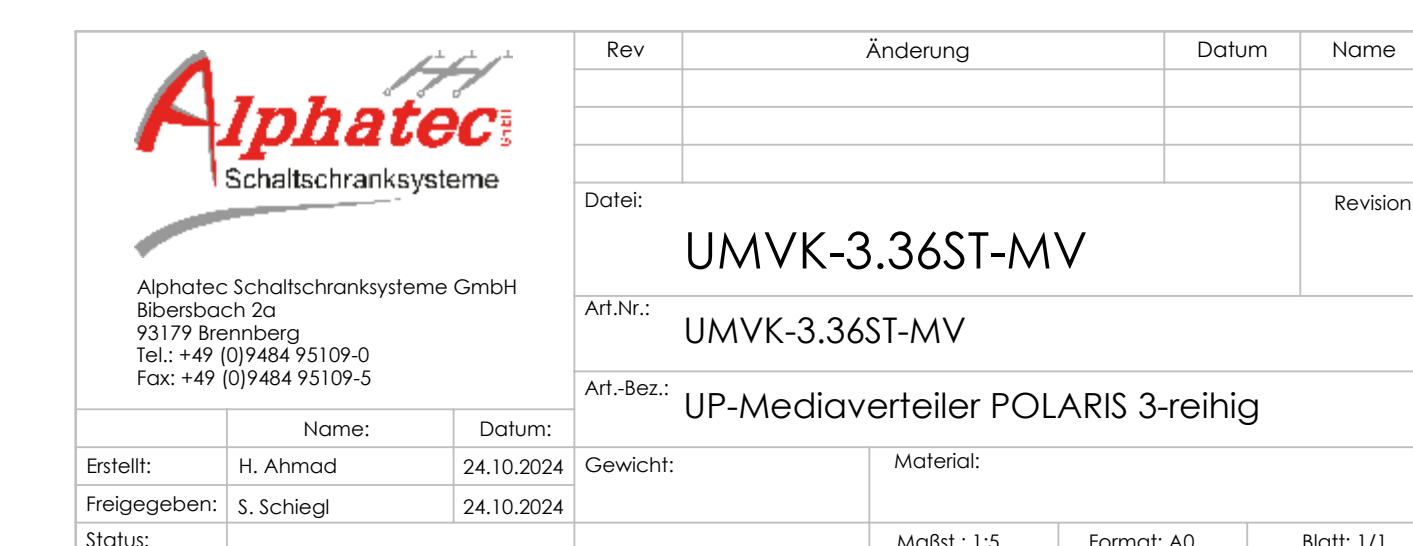 Alphatec GmbH
Schaltschranksysteme
Alphatec Schaltschranksysteme GmbH
Bibersbach 2a
93179 Brennberg
Tel.: +49 (0)9484 95109-0
Fax: +49 (0)9484 95109-5
Name: Datum:
Erstellt: H. Ahmad 24.10.2024
Freigegeben: S. Schiegl 24.10.2024
Status:
Rev Änderung Datum Name
Datei: Revision
UMVK-3.36ST-MV
Art.Nr.: UMVK-3.36ST-MV
Art.-Bez.: UP-Mediaverteiler POLARIS 3-reihig
Gewicht: Material:
Maßst.: 1:5 Format: A0 Blatt: 1/1